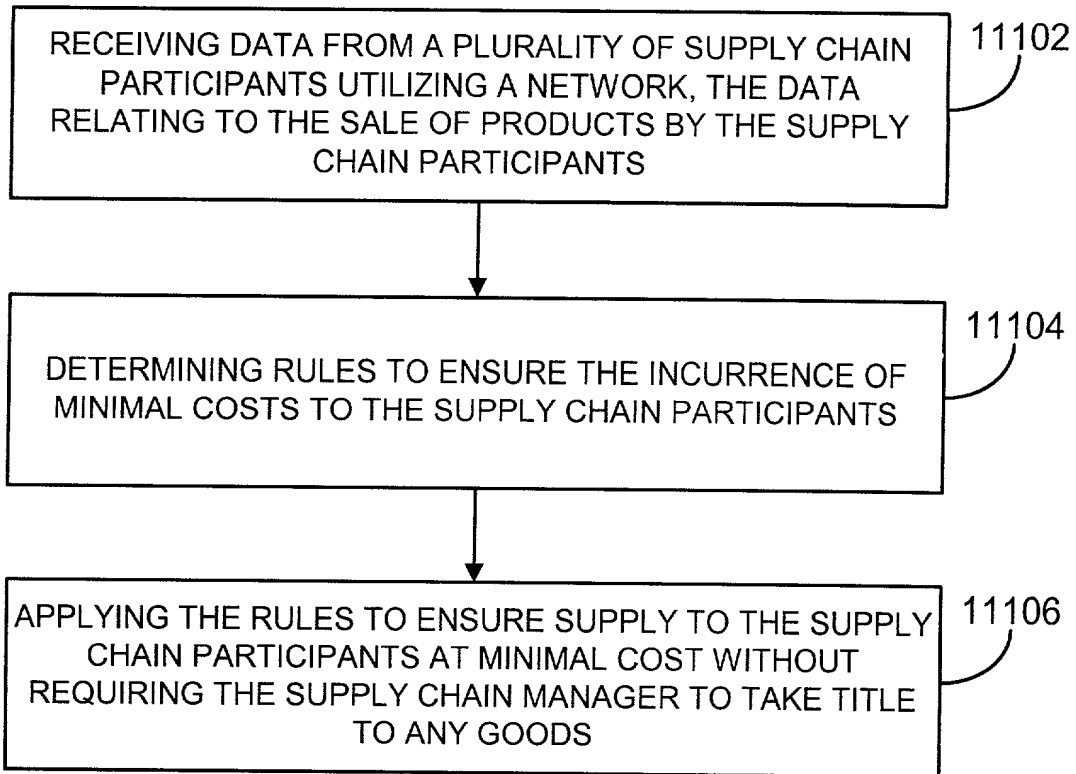 RECEIVING DATA FROM A PLURALITY OF SUPPLY CHAIN
PARTICIPANTS UTILIZING A NETWORK, THE DATA
RELATING TO THE SALE OF PRODUCTS BY THE SUPPLY
CHAIN PARTICIPANTS
11102
DETERMINING RULES TO ENSURE THE INCURRENCE OF
MINIMAL COSTS TO THE SUPPLY CHAIN PARTICIPANTS
11104
APPLYING THE RULES TO ENSURE SUPPLY TO THE SUPPLY
CHAIN PARTICIPANTS AT MINIMAL COST WITHOUT
REQUIRING THE SUPPLY CHAIN MANAGER TO TAKE TITLE
TO ANY GOODS
11106